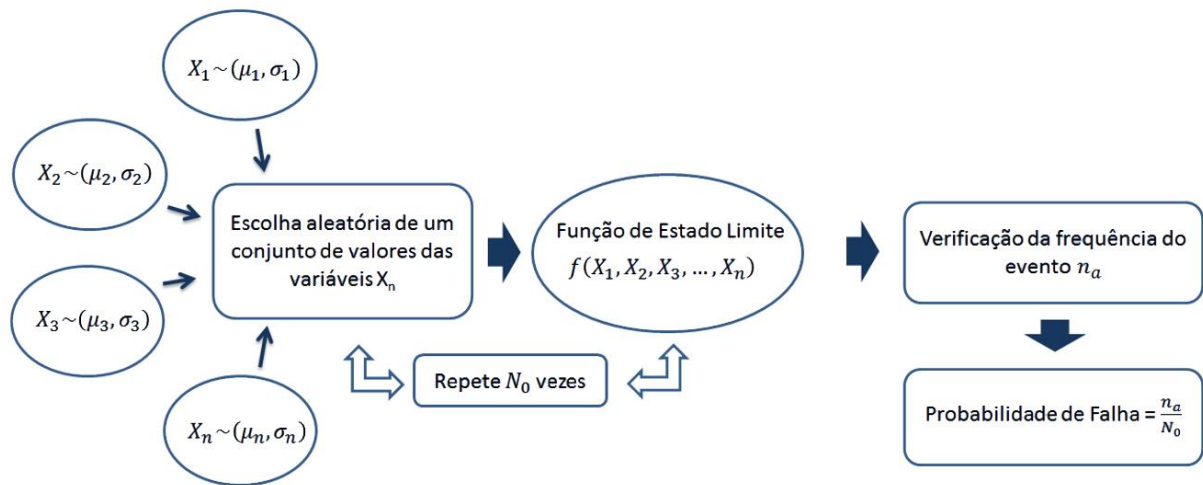 X₁~(μ₁, σ₁)
X₂~(μ₂, σ₂)
X₃~(μ₃, σ₃)
Xₙ~(μₙ, σₙ)
Escolha aleatória de um
conjunto de valores das
variáveis Xₙ
Função de Estado Limite
f(X₁, X₂, X₃, ..., Xₙ)
Repete N₀ vezes
Verificação da frequência do
evento nₐ
Probabilidade de Falha = nₐ/N₀